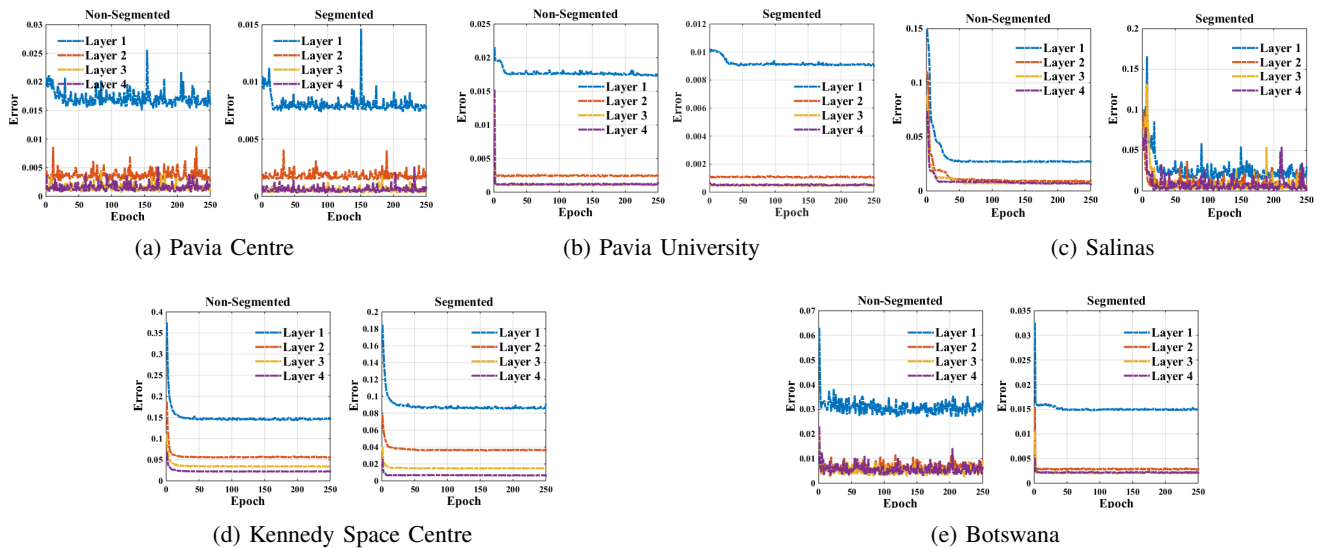 Non-Segmented
0.03
0.025
0.02
0.015
0.01
0.005
0
Error
Layer 1
Layer 2
Layer 3
Layer 4
0 50 100 150 200 250
Epoch
Segmented
0.015
0.01
0.005
0
Error
Layer 1
Layer 2
Layer 3
Layer 4
0 50 100 150 200 250
Epoch
(a) Pavia Centre
Non-Segmented
0.025
0.02
0.015
0.01
0.005
0
Error
Layer 1
Layer 2
Layer 3
Layer 4
0 50 100 150 200 250
Epoch
Segmented
0.012
0.01
0.008
0.006
0.004
0.002
0
Error
Layer 1
Layer 2
Layer 3
Layer 4
0 50 100 150 200 250
Epoch
(b) Pavia University
Non-Segmented
0.15
0.1
0.05
0
Error
Layer 1
Layer 2
Layer 3
Layer 4
0 50 100 150 200 250
Epoch
Segmented
0.2
0.15
0.1
0.05
0
Error
Layer 1
Layer 2
Layer 3
Layer 4
0 50 100 150 200 250
Epoch
(c) Salinas
Non-Segmented
0.4
0.35
0.3
0.25
0.2
0.15
0.1
0.05
0
Error
Layer 1
Layer 2
Layer 3
Layer 4
0 50 100 150 200 250
Epoch
Segmented
0.2
0.18
0.16
0.14
0.12
0.1
0.08
0.06
0.04
0.02
0
Error
Layer 1
Layer 2
Layer 3
Layer 4
0 50 100 150 200 250
Epoch
(d) Kennedy Space Centre
Non-Segmented
0.07
0.06
0.05
0.04
0.03
0.02
0.01
0
Error
Layer 1
Layer 2
Layer 3
Layer 4
0 50 100 150 200 250
Epoch
Segmented
0.035
0.03
0.025
0.02
0.015
0.01
0.005
0
Error
Layer 1
Layer 2
Layer 3
Layer 4
0 50 100 150 200 250
Epoch
(e) Botswana